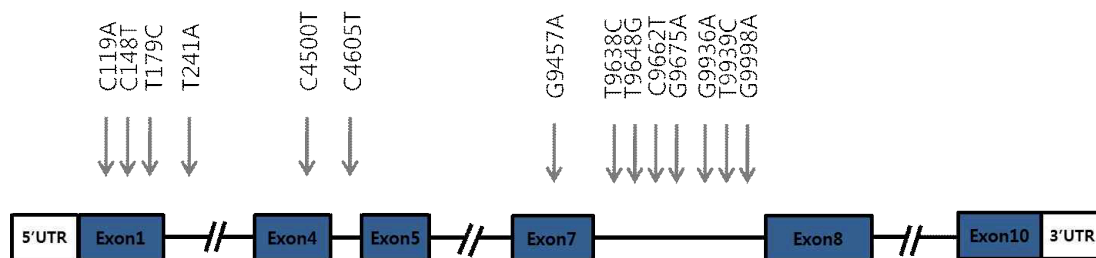 C119A
C148T
T179C
T241A
C4500T
C4605T
G9457A
T9638C
T9648G
C9662T
G9675A
G9936A
T9939C
G9998A
5'UTR
Exon1
Exon4
Exon5
Exon7
Exon8
Exon10
3'UTR